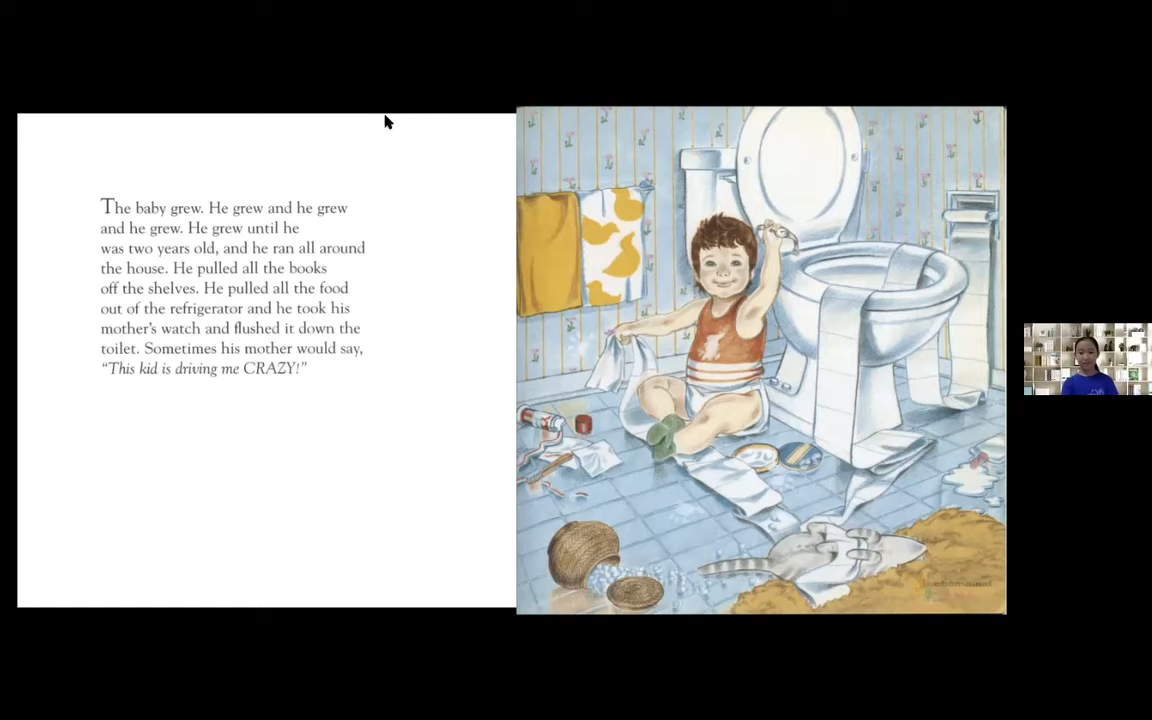 The baby grew. He grew and he grew
and he grew. He grew until he
was two years old, and he ran all around
the house. He pulled all the books
off the shelves. He pulled all the food
out of the refrigerator and he took his
mother's watch and flushed it down the
toilet. Sometimes his mother would say,
“This kid is driving me CRAZY!”